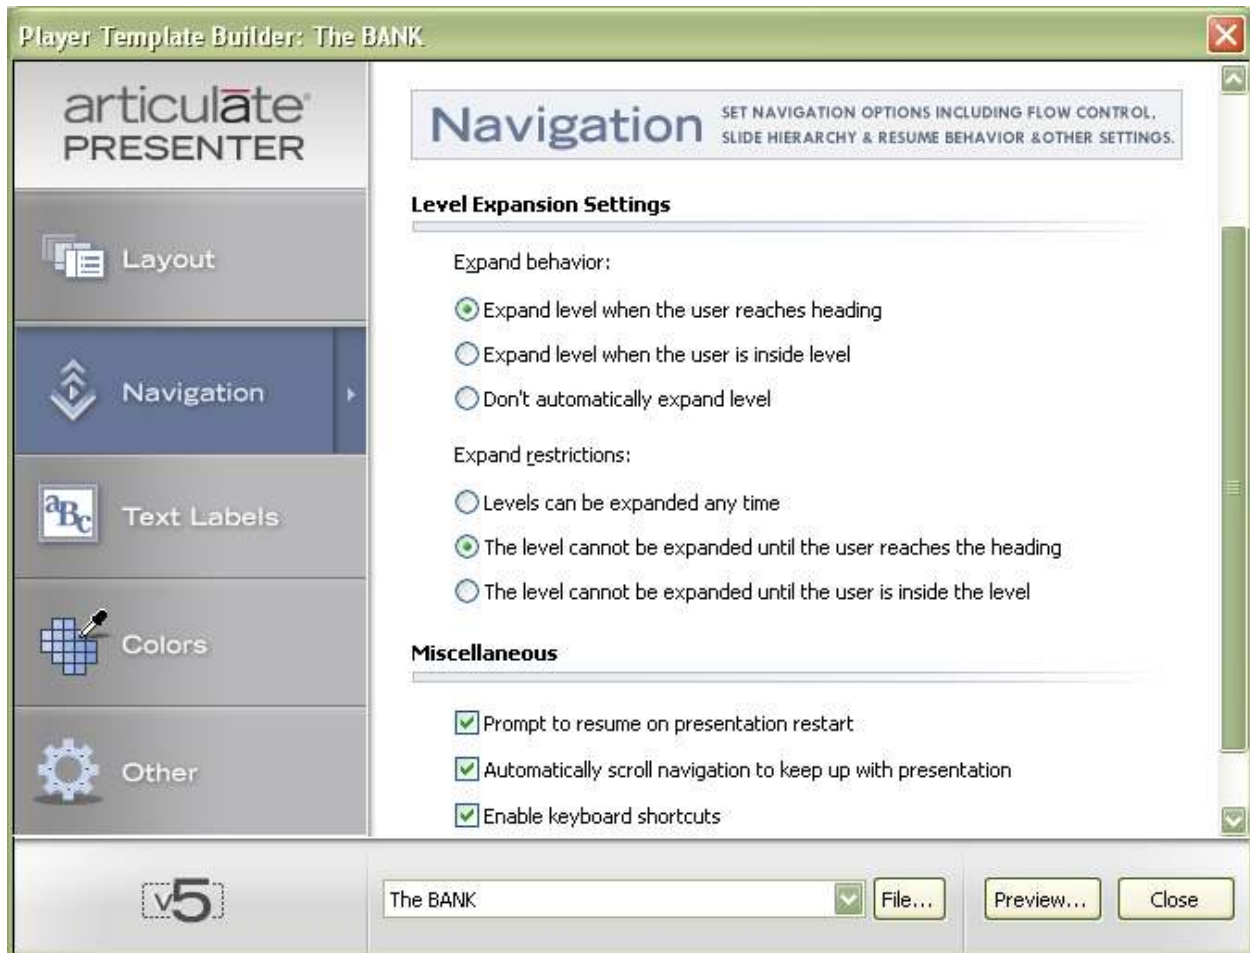 Player Template Builder: The BANK
articulāte®
PRESENTER
Layout
Navigation
Text Labels
aBc
Colors
Other
v5
Navigation
SET NAVIGATION OPTIONS INCLUDING FLOW CONTROL,
SLIDE HIERARCHY & RESUME BEHAVIOR &OTHER SETTINGS.
Level Expansion Settings
Expand behavior:
Expand level when the user reaches heading
Expand level when the user is inside level
Don't automatically expand level
Expand restrictions:
Levels can be expanded any time
The level cannot be expanded until the user reaches the heading
The level cannot be expanded until the user is inside the level
Miscellaneous
Prompt to resume on presentation restart
Automatically scroll navigation to keep up with presentation
Enable keyboard shortcuts
The BANK
File...
Preview...
Close